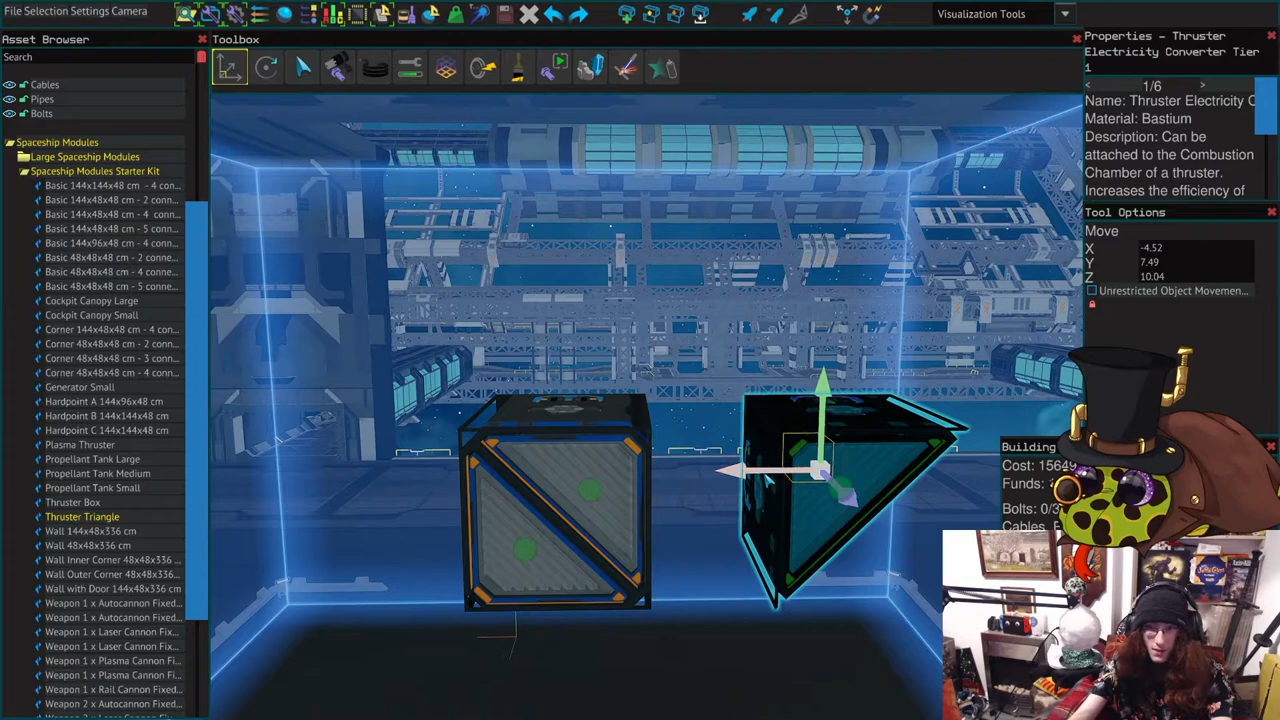 File Selection Settings Camera
Visualization Tools
Asset Browser
Toolbox
Search
Cables
Pipes
Bolts
Spaceship Modules
Large Spaceship Modules
Spaceship Modules Starter Kit
Basic 144x144x48 cm - 4 con...
Basic 144x144x48 cm - 2 con...
Basic 144x144x48 cm - 4 con...
Basic 144x48x48 cm - 5 conn...
Basic 144x96x48 cm - 4 conn...
Basic 48x48x48 cm - 2 conne...
Basic 48x48x48 cm - 4 conne...
Basic 48x48x48 cm - 5 conne...
Cockpit Canopy Large
Cockpit Canopy Small
Corner 144x48x48 cm - 4 con...
Corner 48x48x48 cm - 2 conn...
Corner 48x48x48 cm - 3 conn...
Corner 48x48x48 cm - 4 conn...
Generator Small
Hardpoint A 144x96x48 cm
Hardpoint B 144x144x48 cm
Hardpoint C 144x144x48 cm
Plasma Thruster
Propellant Tank Large
Propellant Tank Medium
Propellant Tank Small
Thruster Box
Thruster Triangle
Wall 144x48x336 cm
Wall 48x48x336 cm
Wall Inner Corner 48x48x336 ...
Wall Outer Corner 48x48x336...
Wall with Door 144x48x336 cm
Weapon 1 x Autocannon Fixed...
Weapon 1 x Autocannon Fixed...
Weapon 1 x Laser Cannon Fix...
Weapon 1 x Laser Cannon Fix...
Weapon 1 x Plasma Cannon Fi...
Weapon 1 x Plasma Cannon Fi...
Weapon 1 x Rail Cannon Fixed...
Weapon 2 x Autocannon Fixed...
Properties - Thruster
Electricity Converter Tier
1
< 1/6 >
Name: Thruster Electricity C
Material: Bastium
Description: Can be
attached to the Combustion
Chamber of a thruster.
Increases the efficiency of
Tool Options
Move
X -4.52
Y 7.49
Z 10.04
Unrestricted Object Movemen...
Building
Cost: 15649
Funds:
Bolts: 0/3
Cables